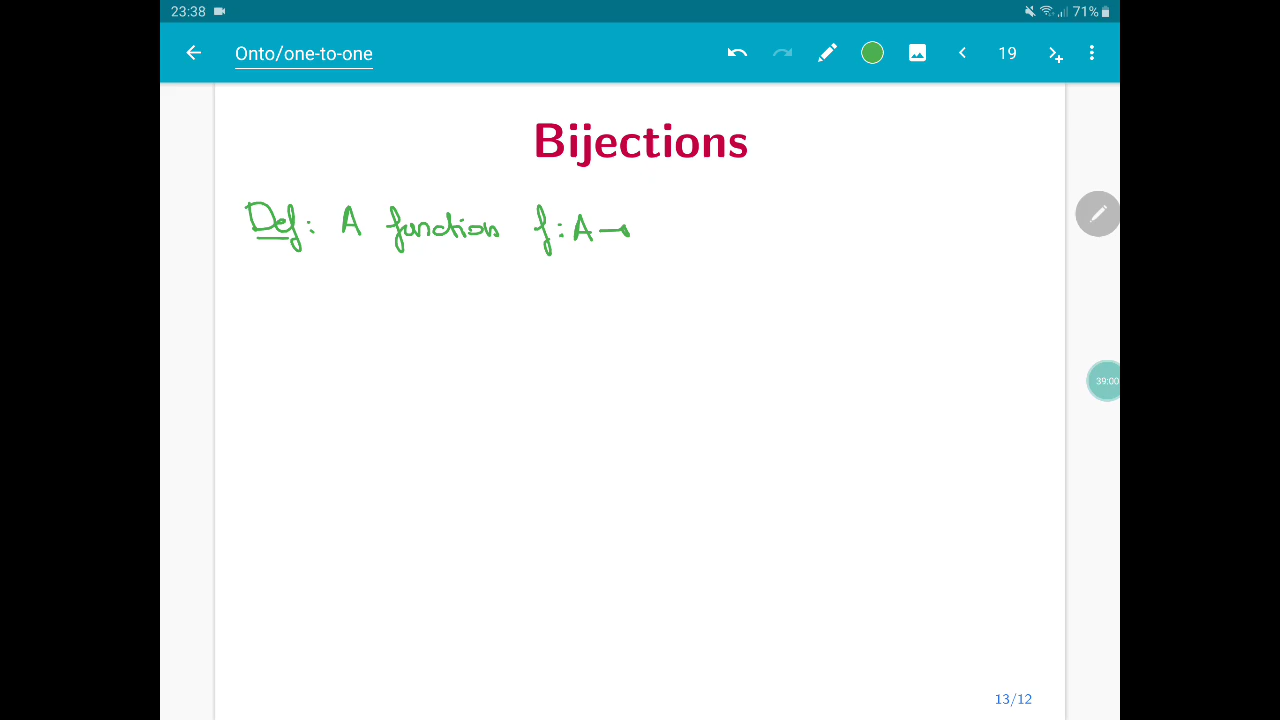 23:38 71%
Onto/one-to-one 19
Bijections
Def: A function f: A →
39:00
13/12